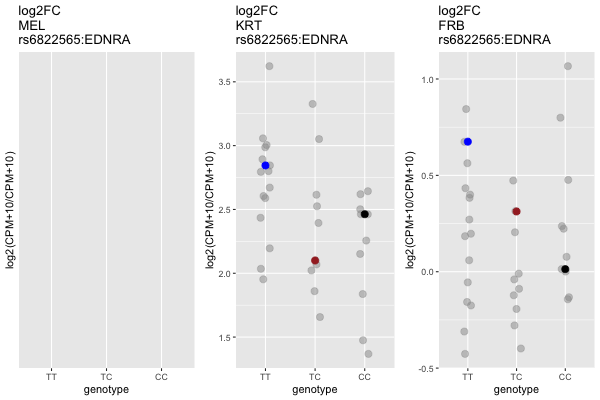 log2FC
MEL
rs6822565:EDNRA
log2(CPM+10/CPM+10)
TT TC CC
genotype
log2FC
KRT
rs6822565:EDNRA
log2(CPM+10/CPM+10)
3.5
3.0
2.5
2.0
1.5
TT TC CC
genotype
log2FC
FRB
rs6822565:EDNRA
log2(CPM+10/CPM+10)
1.0
0.5
0.0
-0.5
TT TC CC
genotype